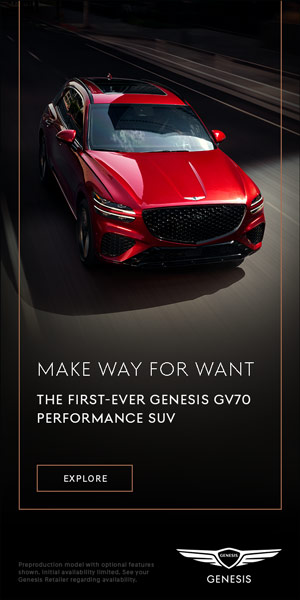 MAKE WAY FOR WANT
THE FIRST-EVER GENESIS GV70
PERFORMANCE SUV
EXPLORE
GENESIS
GENESIS
Preproduction model with optional features
shown. Initial availability limited. See your
Genesis Retailer regarding availability.